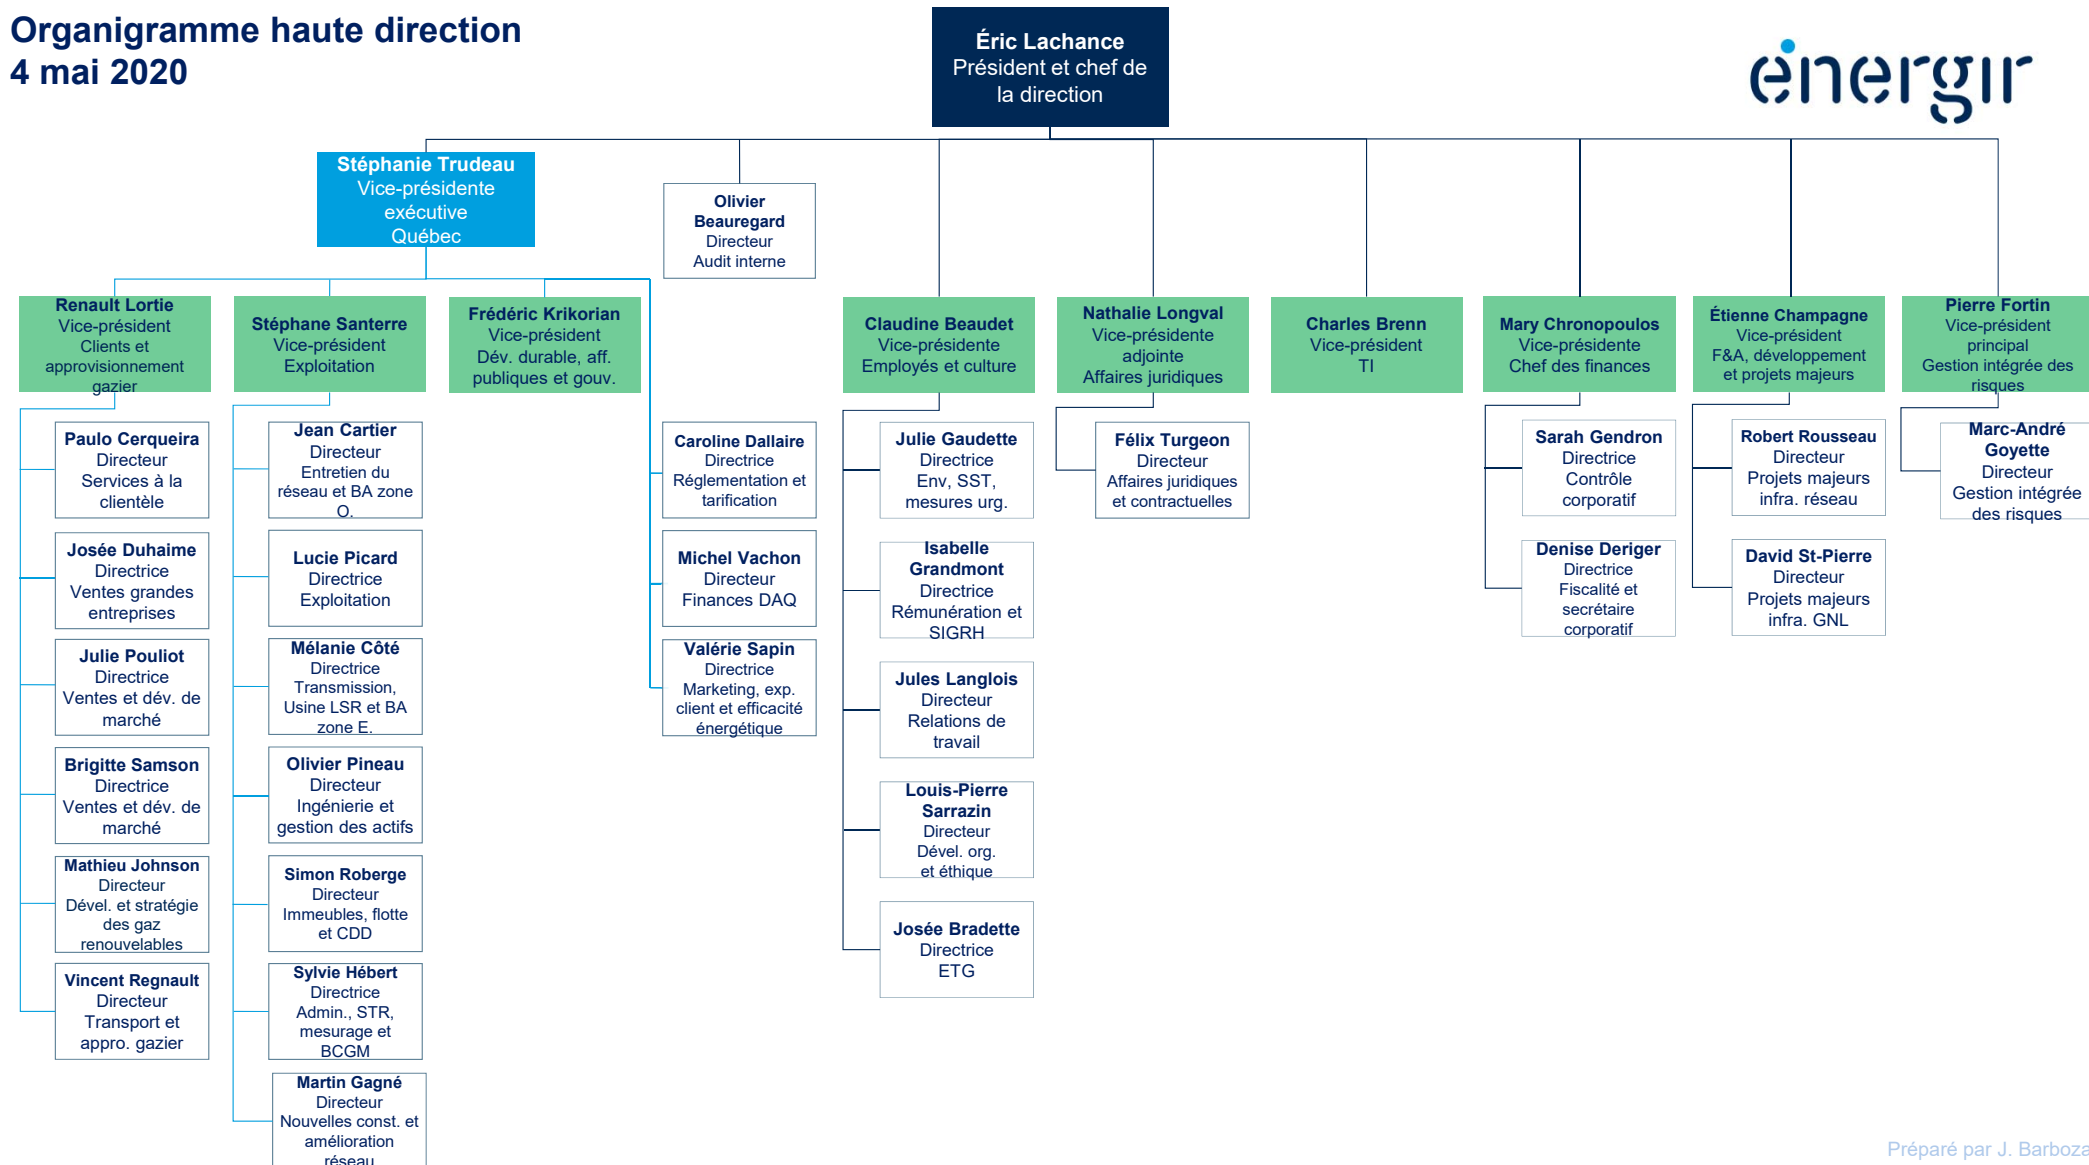 Organigramme haute direction
4 mai 2020
Éric Lachance
Président et chef de
la direction
énergir
Stéphanie Trudeau
Vice-présidente
exécutive
Québec
Olivier
Beauregard
Directeur
Audit interne
Renault Lortie
Vice-président
Clients et
approvisionnement
gazier
Stéphane Santerre
Vice-président
Exploitation
Frédéric Krikorian
Vice-président
Dév. durable, aff.
publiques et gouv.
Claudine Beaudet
Vice-présidente
Employés et culture
Nathalie Longval
Vice-présidente
adjointe
Affaires juridiques
Charles Brenn
Vice-président
TI
Mary Chronopoulos
Vice-présidente
Chef des finances
Étienne Champagne
Vice-président
F&A, développement
et projets majeurs
Pierre Fortin
Vice-président
principal
Gestion intégrée des
risques
Paulo Cerqueira
Directeur
Services à la
clientèle
Josée Duhaime
Directrice
Ventes grandes
entreprises
Julie Pouliot
Directrice
Ventes et dév. de
marché
Brigitte Samson
Directrice
Ventes et dév. de
marché
Mathieu Johnson
Directeur
Dével. et stratégie
des gaz
renouvelables
Vincent Regnault
Directeur
Transport et
appro. gazier
Jean Cartier
Directeur
Entretien du
réseau et BA zone
O.
Lucie Picard
Directrice
Exploitation
Mélanie Côté
Directrice
Transmission,
Usine LSR et BA
zone E.
Olivier Pineau
Directeur
Ingénierie et
gestion des actifs
Simon Roberge
Directeur
Immeubles, flotte
et CDD
Sylvie Hébert
Directrice
Admin., STR,
mesurage et
BCGM
Martin Gagné
Directeur
Nouvelles const. et
amélioration
réseau
Caroline Dallaire
Directrice
Réglementation et
tarification
Michel Vachon
Directeur
Finances DAQ
Valérie Sapin
Directrice
Marketing, exp.
client et efficacité
énergétique
Julie Gaudette
Directrice
Env, SST,
mesures urg.
Isabelle
Grandmont
Directrice
Rémunération et
SIGRH
Jules Langlois
Directeur
Relations de
travail
Louis-Pierre
Sarrazin
Directeur
Dével. org.
et éthique
Josée Bradette
Directrice
ETG
Félix Turgeon
Directeur
Affaires juridiques
et contractuelles
Sarah Gendron
Directrice
Contrôle
corporatif
Denise Deriger
Directrice
Fiscalité et
secrétaire
corporatif
Robert Rousseau
Directeur
Projets majeurs
infra. réseau
David St-Pierre
Directeur
Projets majeurs
infra. GNL
Marc-André
Goyette
Directeur
Gestion intégrée
des risques
Préparé par J. Barboza